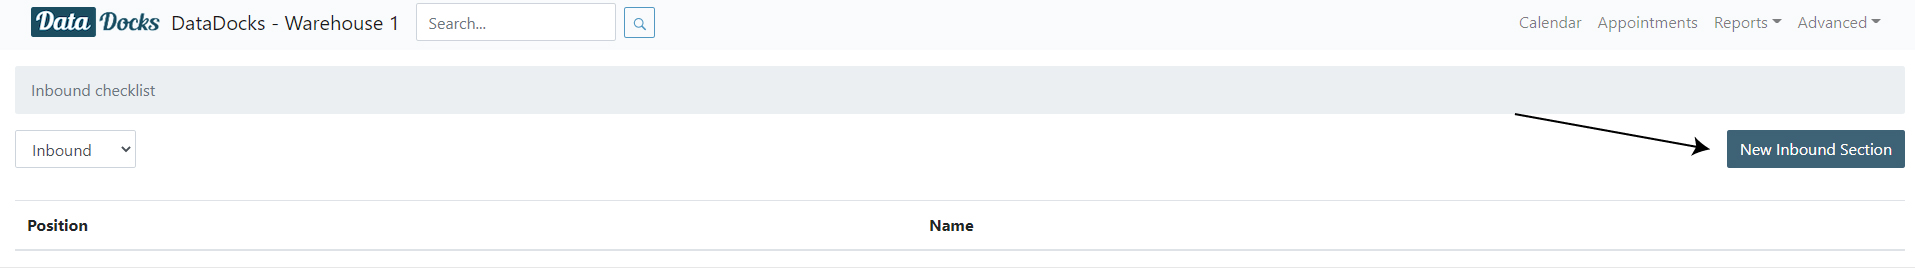 Data Docks DataDocks - Warehouse 1 Search... Calendar Appointments Reports Advanced
Inbound checklist
Inbound New Inbound Section
Position Name